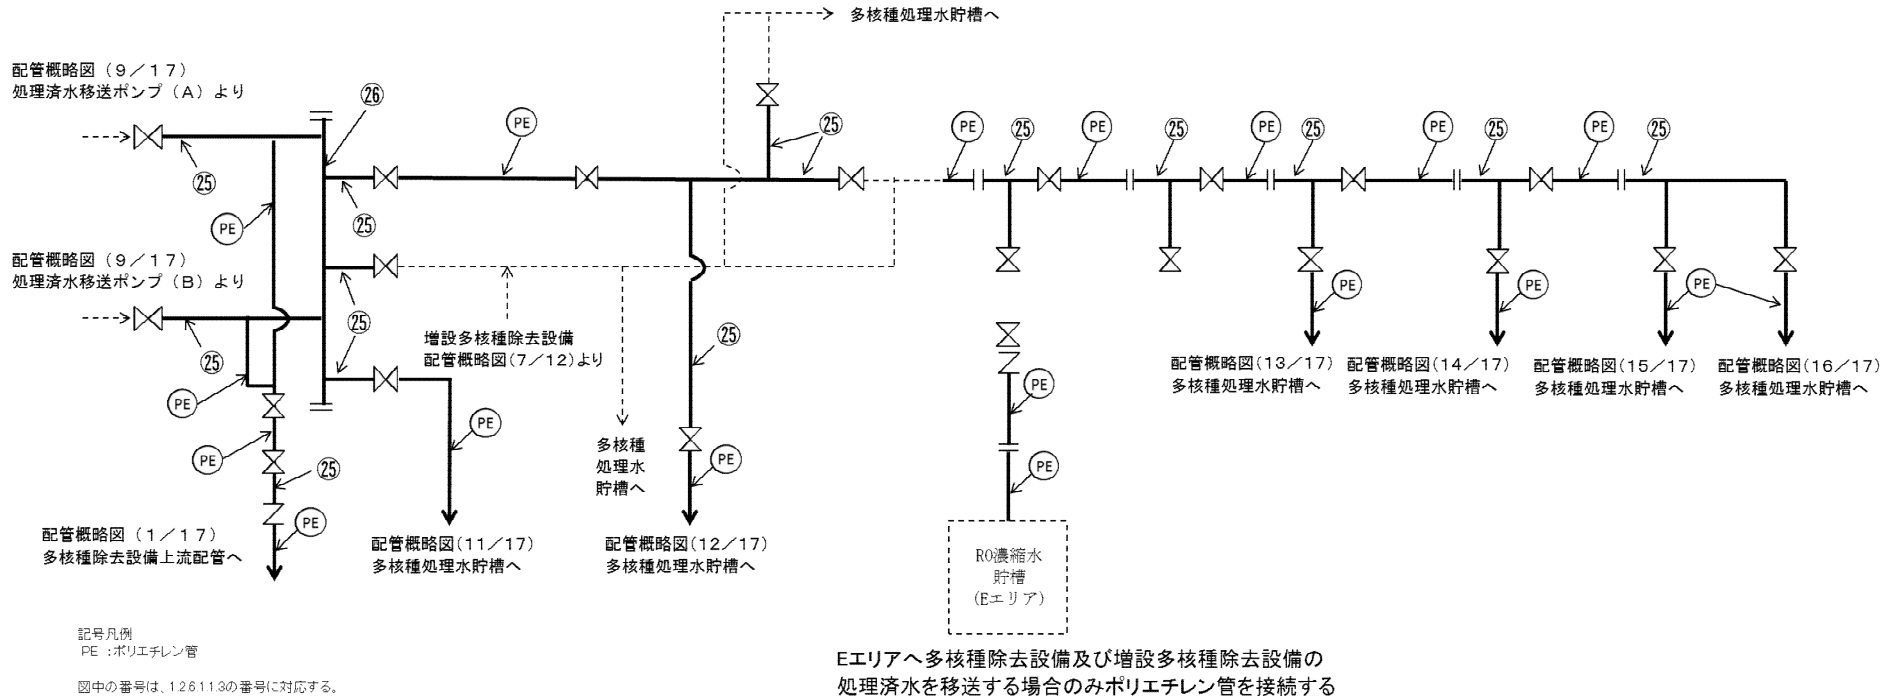 多核種処理水貯槽へ
配管概略図（9／17）
処理済水移送ポンプ（A）より
㉖
PE
㉕
PE
㉕
PE
㉕
PE
㉕
PE
㉕
PE
㉕
㉕
㉕
PE
配管概略図（9／17）
処理済水移送ポンプ（B）より
PE
PE
PE
㉕
㉕
㉕
増設多核種除去設備
配管概略図(7／12)より
配管概略図(13／17)
多核種処理水貯槽へ
配管概略図(14／17)
多核種処理水貯槽へ
配管概略図(15／17)
多核種処理水貯槽へ
配管概略図(16／17)
多核種処理水貯槽へ
PE
PE
PE
PE
多核種
処理水
貯槽へ
PE
PE
㉕
PE
配管概略図（1／17）
多核種除去設備上流配管へ
配管概略図(11／17)
多核種処理水貯槽へ
配管概略図(12／17)
多核種処理水貯槽へ
RO濃縮水
貯槽
(Eエリア)
記号凡例
PE ：ポリエチレン管
図中の番号は、1.2.6.1.1.3の番号に対応する。
Eエリアへ多核種除去設備及び増設多核種除去設備の
処理済水を移送する場合のみポリエチレン管を接続する